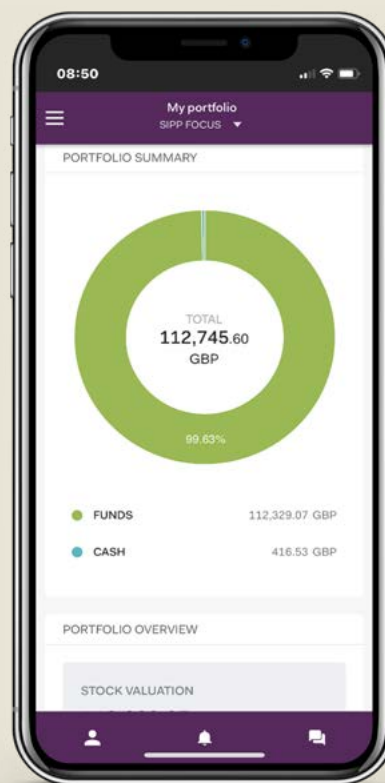 08:50
My portfolio
SIPP FOCUS
PORTFOLIO SUMMARY
TOTAL
112,745.60
GBP
99.63%
FUNDS 112,329.07 GBP
CASH 416.53 GBP
PORTFOLIO OVERVIEW
STOCK VALUATION